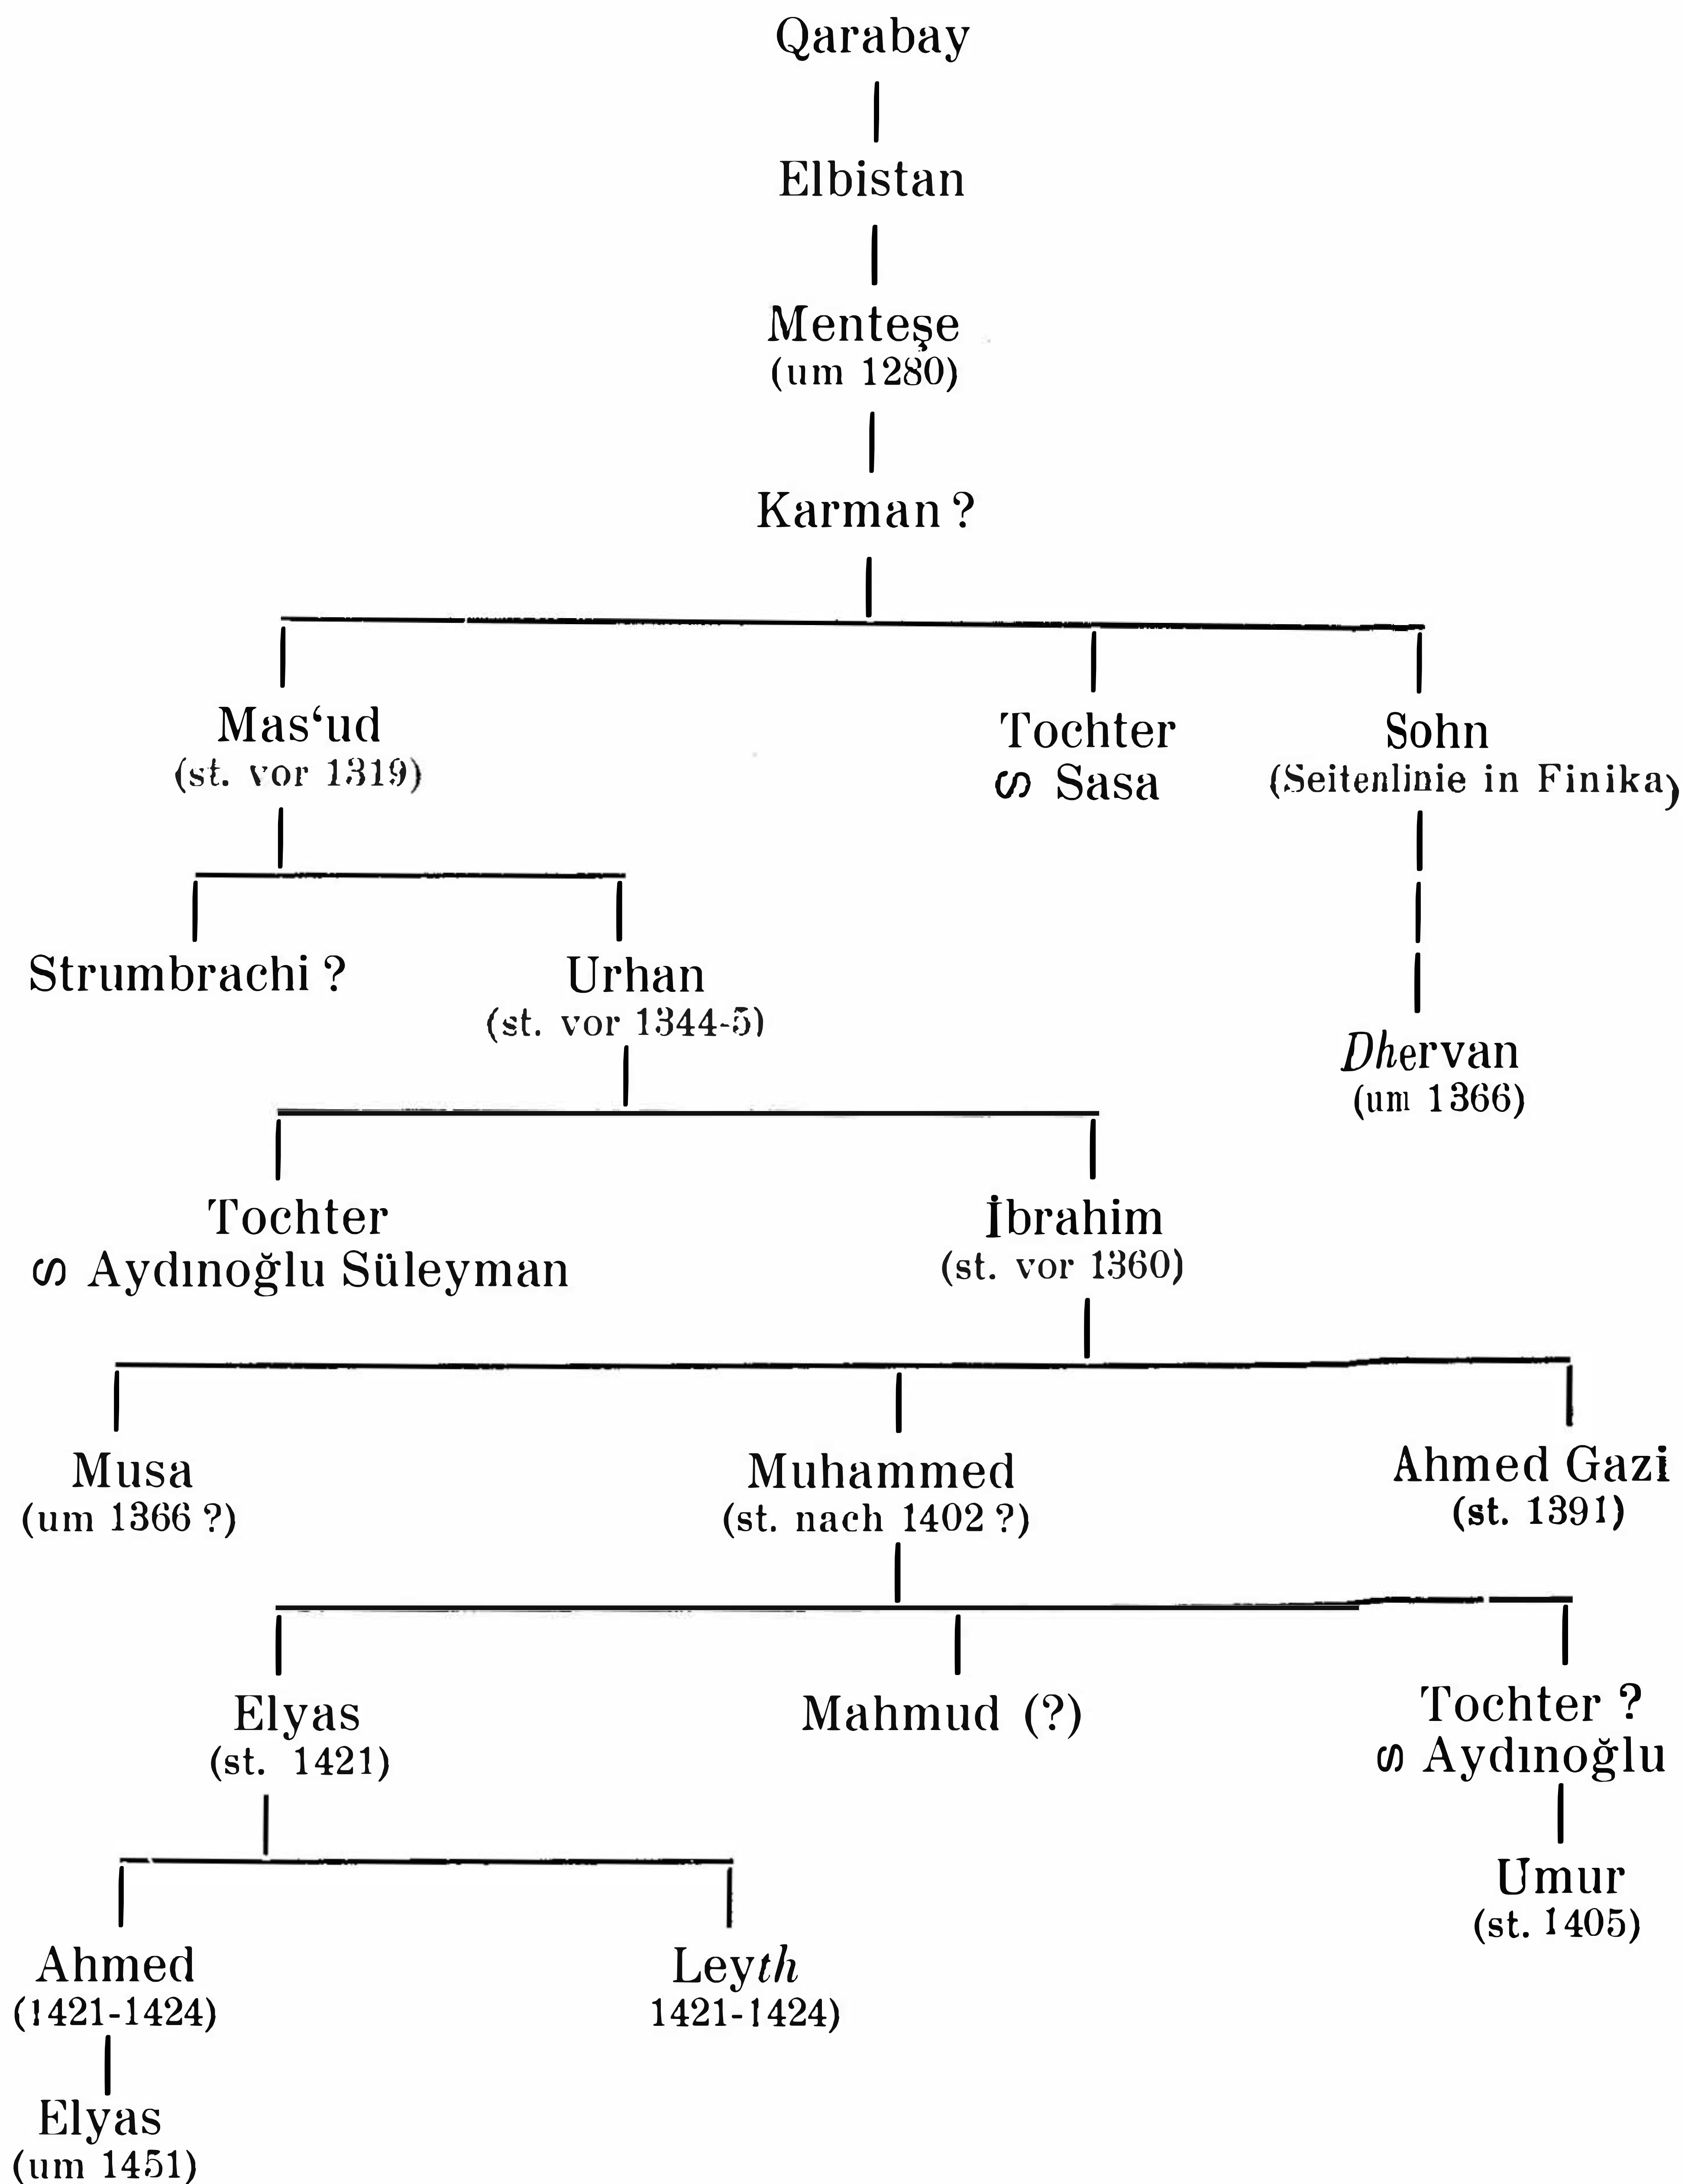 Qarabay
Elbistan
Menteşe
(um 1280)
Karman ?
Mas‘ud
(st. vor 1319)
Tochter
∽ Sasa
Sohn
(Seitenlinie in Finika)
Strumbrachi ?
Urhan
(st. vor 1344-5)
Dhervan
(um 1366)
Tochter
∽ Aydınoğlu Süleyman
İbrahim
(st. vor 1360)
Musa
(um 1366 ?)
Muhammed
(st. nach 1402 ?)
Ahmed Gazi
(st. 1391)
Elyas
(st. 1421)
Mahmud (?)
Tochter ?
∽ Aydınoğlu
Umur
(st. 1405)
Ahmed
(1421-1424)
Leyth
1421-1424)
Elyas
(um 1451)